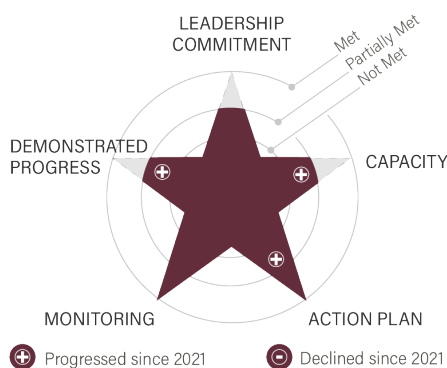 LEADERSHIP
COMMITMENT
Met
Partially Met
Not Met
DEMONSTRATED
PROGRESS
CAPACITY
MONITORING
ACTION PLAN
Progressed since 2021
Declined since 2021